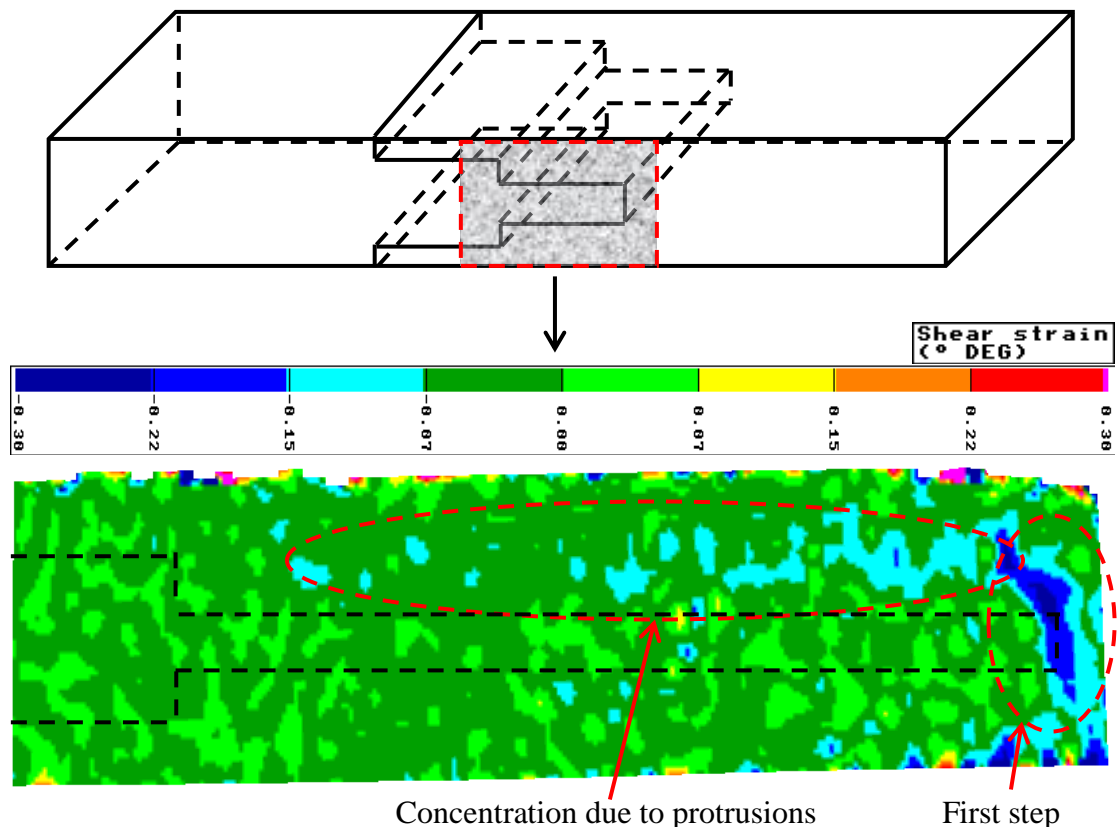 Shear strain
(° DEG)
-0.30 -0.22 -0.15 -0.07 0.00 0.07 0.15 0.22 0.30
Concentration due to protrusions
First step